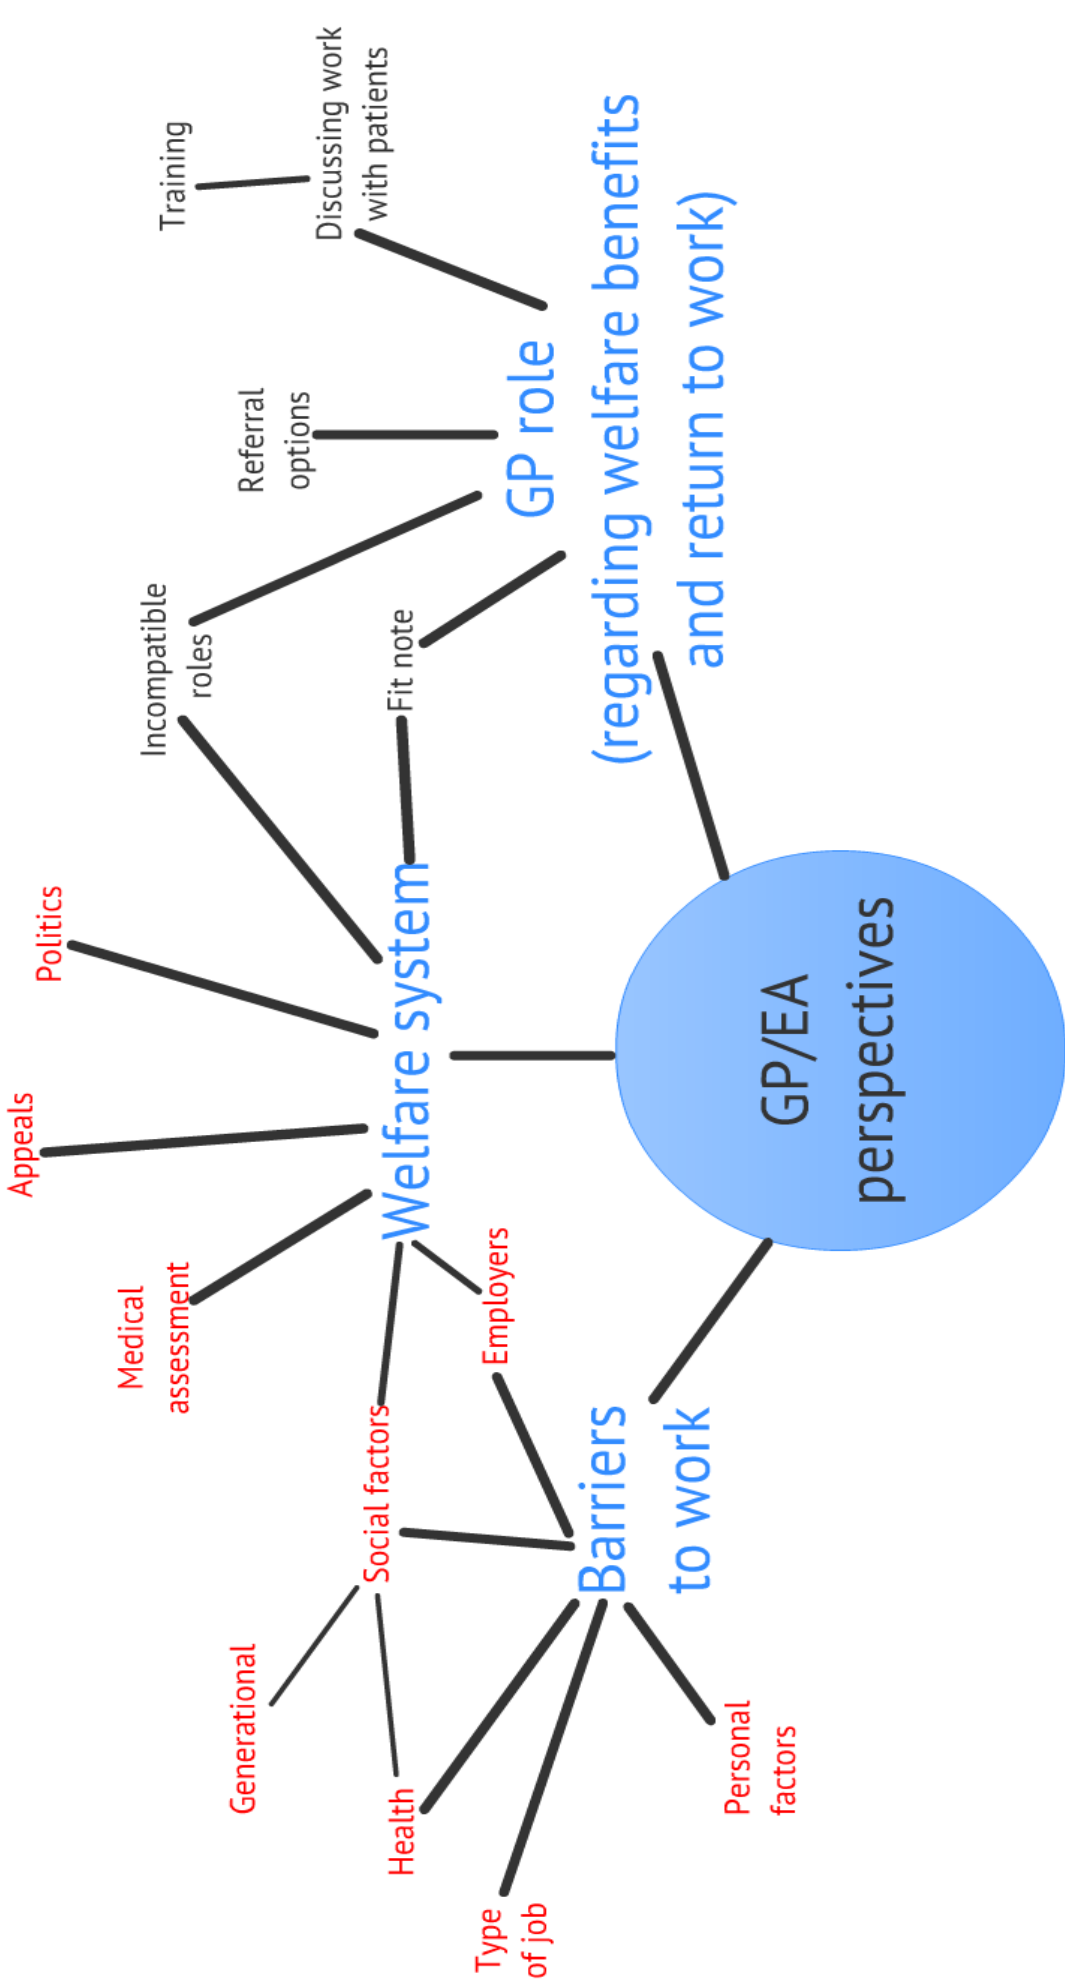 Appeals
Politics
Medical
assessment
Incompatible
roles
Training
Generational
Referral
options
Discussing work
with patients
Social factors
Health
Welfare system
Fit note
Employers
Type
of job
GP role
(regarding welfare benefits
and return to work)
Barriers
to work
Personal
factors
GP/EA
perspectives